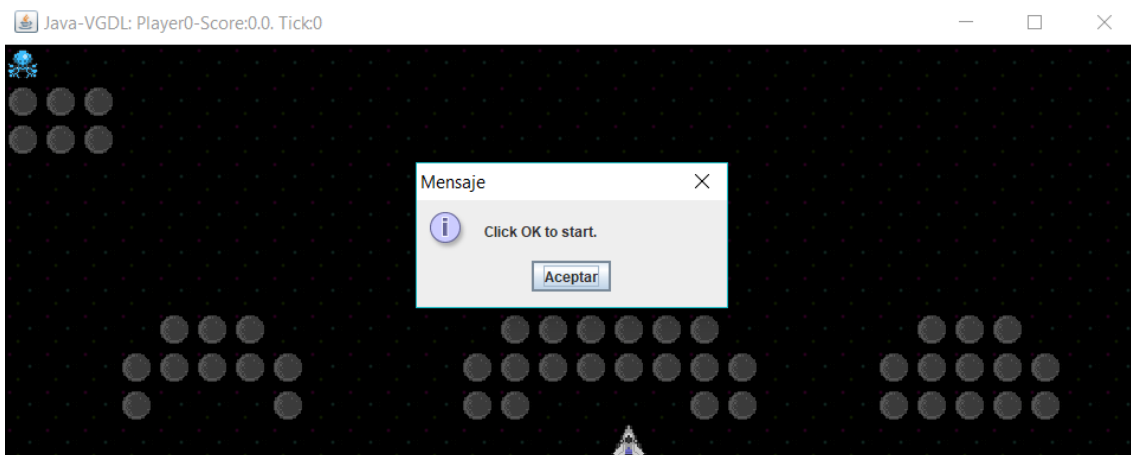 Java-VGDL: Player0-Score:0.0. Tick:0
Mensaje
Click OK to start.
Aceptar